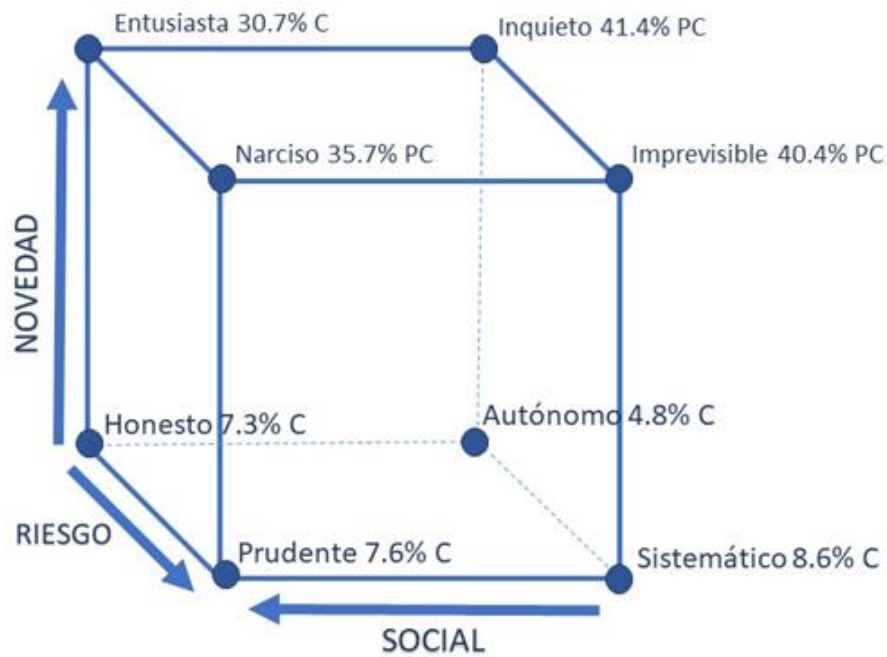 Entusiasta 30.7% C
Inquieto 41.4% PC
Narciso 35.7% PC
Imprevisible 40.4% PC
NOVEDAD
Honesto 7.3% C
Autónomo 4.8% C
RIESGO
Prudente 7.6% C
Sistemático 8.6% C
SOCIAL